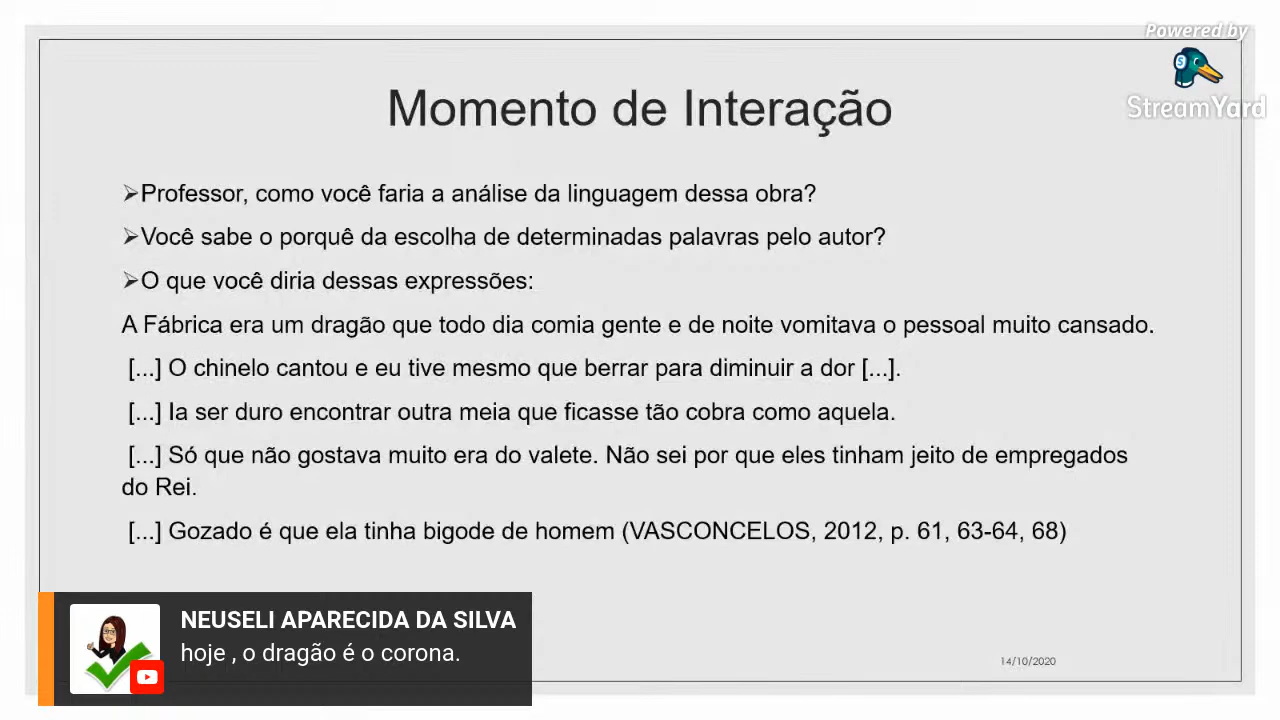 Powered by
StreamYard
Momento de Interação
➢Professor, como você faria a análise da linguagem dessa obra?
➢Você sabe o porquê da escolha de determinadas palavras pelo autor?
➢O que você diria dessas expressões:
A Fábrica era um dragão que todo dia comia gente e de noite vomitava o pessoal muito cansado.
[...] O chinelo cantou e eu tive mesmo que berrar para diminuir a dor [...].
[...] Ia ser duro encontrar outra meia que ficasse tão cobra como aquela.
[...] Só que não gostava muito era do valete. Não sei por que eles tinham jeito de empregados
do Rei.
[...] Gozado é que ela tinha bigode de homem (VASCONCELOS, 2012, p. 61, 63-64, 68)
NEUSELI APARECIDA DA SILVA
hoje , o dragão é o corona.
14/10/2020